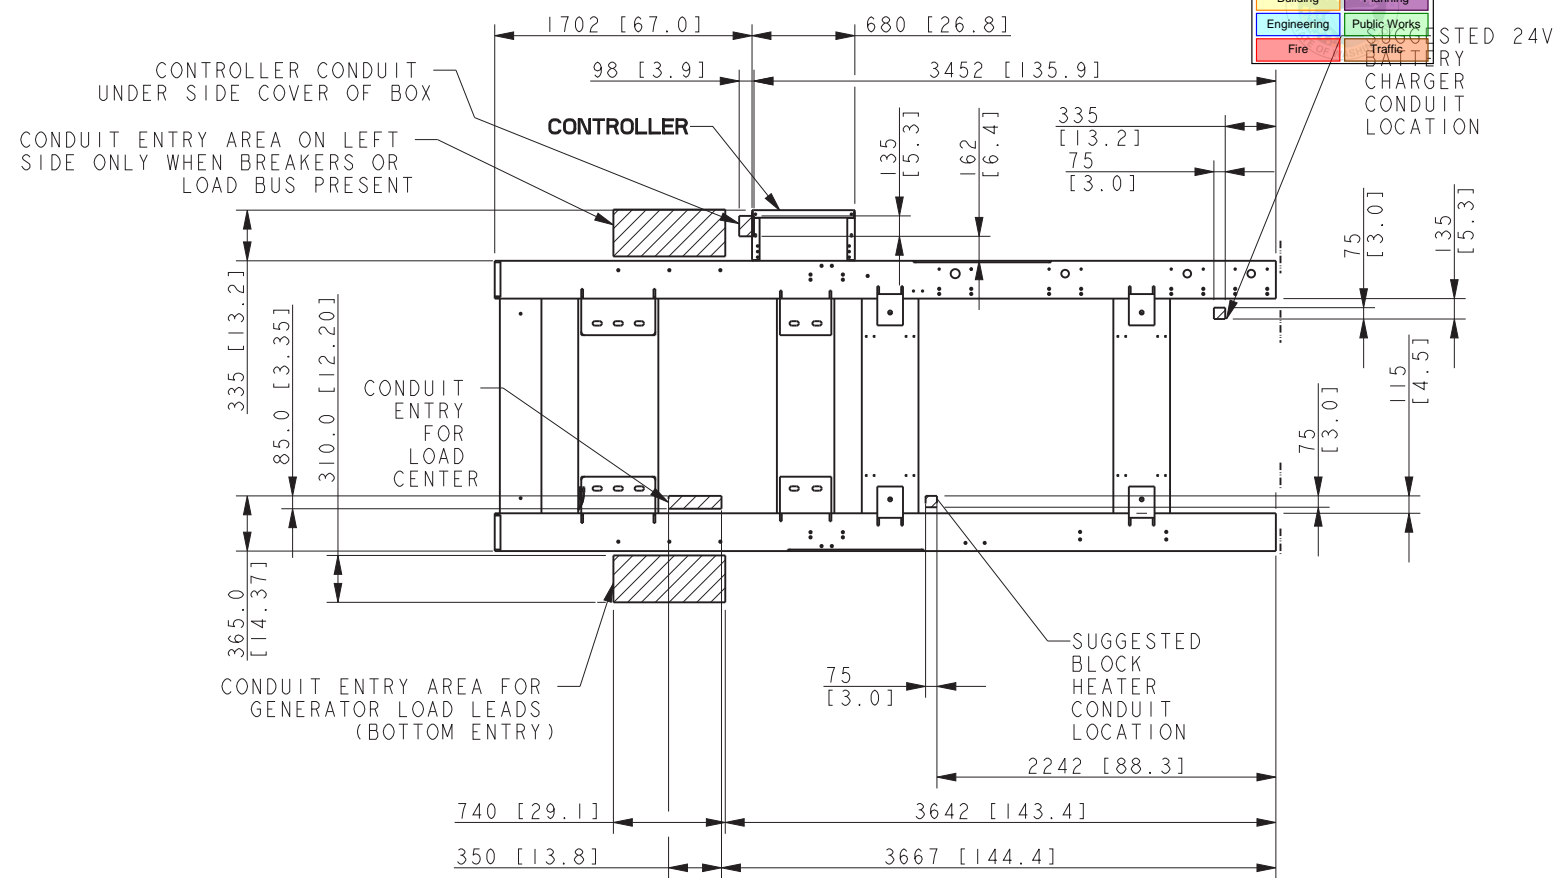 1702 [67.0]
680 [26.8]
Building
Planning
Engineering
Public Works
Fire
Traffic
SUGGESTED 24V
BATTERY
CHARGER
CONDUIT
LOCATION
CONTROLLER CONDUIT
UNDER SIDE COVER OF BOX
98 [3.9]
3452 [135.9]
CONDUIT ENTRY AREA ON LEFT
SIDE ONLY WHEN BREAKERS OR
LOAD BUS PRESENT
CONTROLLER
135
[5.3]
162
[6.4]
335
[13.2]
75
[3.0]
75
[3.0]
135
[5.3]
335 [13.2]
85.0 [3.35]
310.0 [12.20]
CONDUIT
ENTRY
FOR
LOAD
CENTER
115
[4.5]
75
[3.0]
365.0
[14.37]
CONDUIT ENTRY AREA FOR
GENERATOR LOAD LEADS
(BOTTOM ENTRY)
75
[3.0]
SUGGESTED
BLOCK
HEATER
CONDUIT
LOCATION
2242 [88.3]
740 [29.1]
3642 [143.4]
350 [13.8]
3667 [144.4]